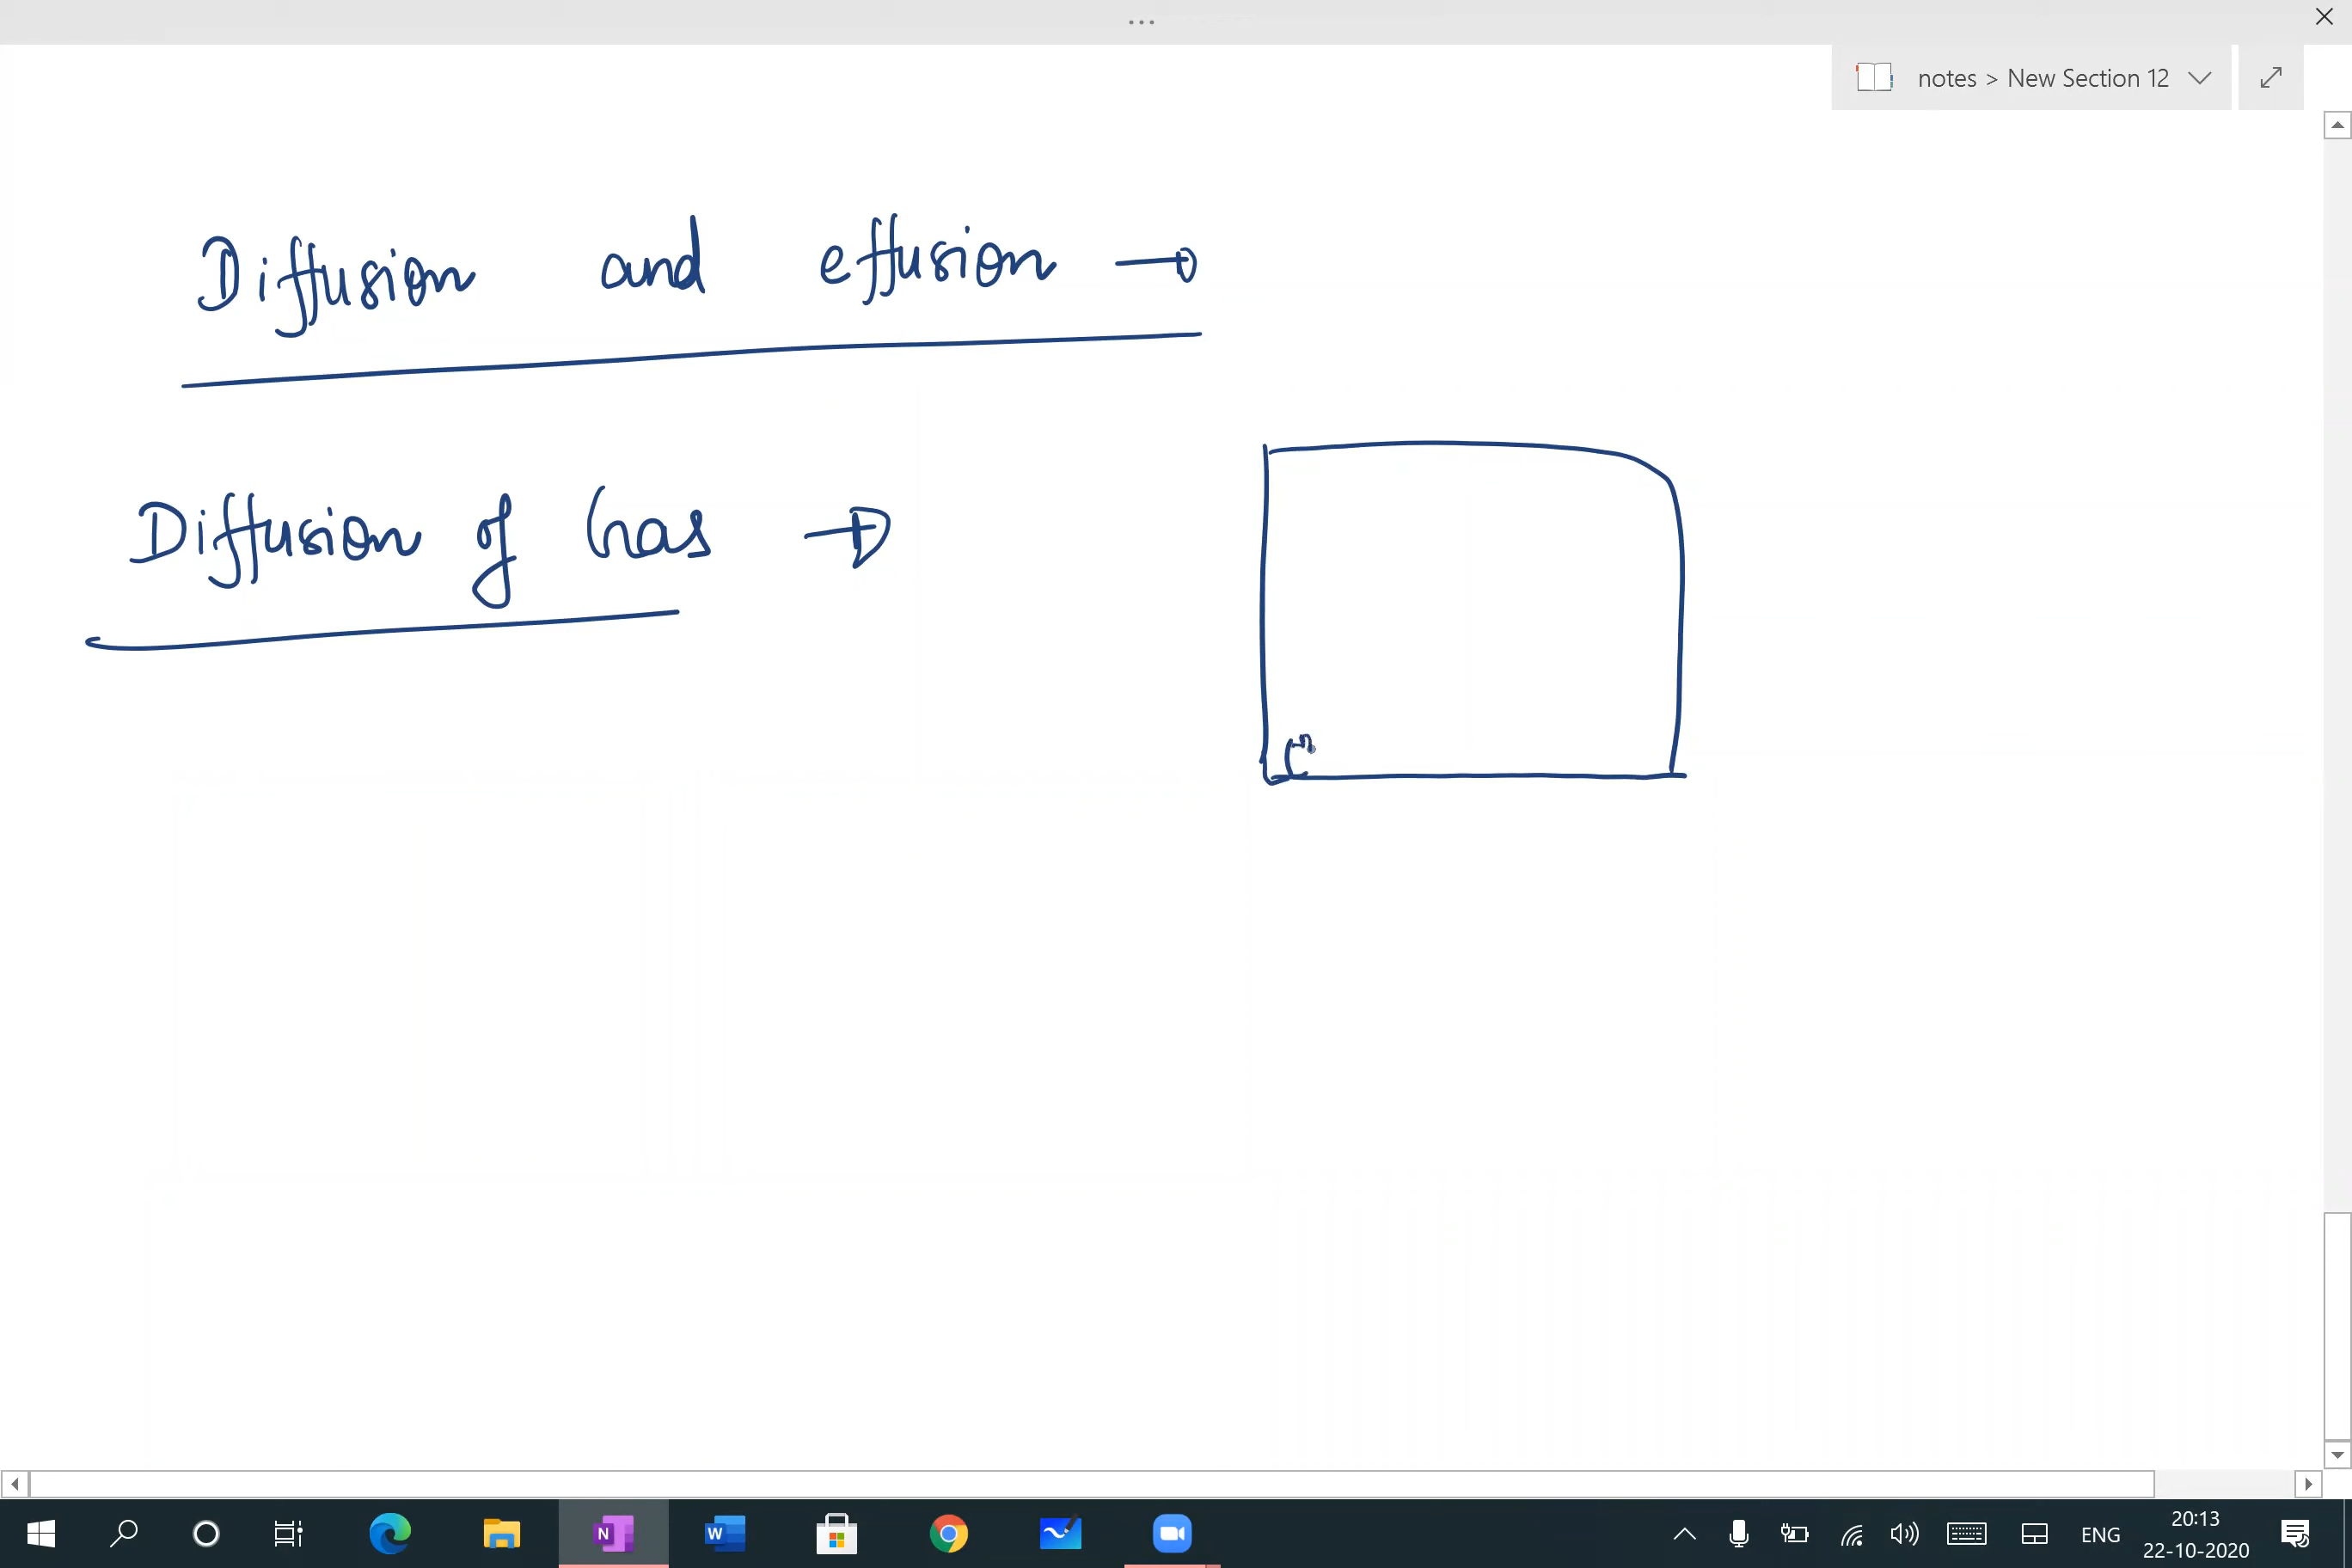 notes > New Section 12
Diffusion and effusion →
Diffusion of Gas →
ENG
20:13
22-10-2020